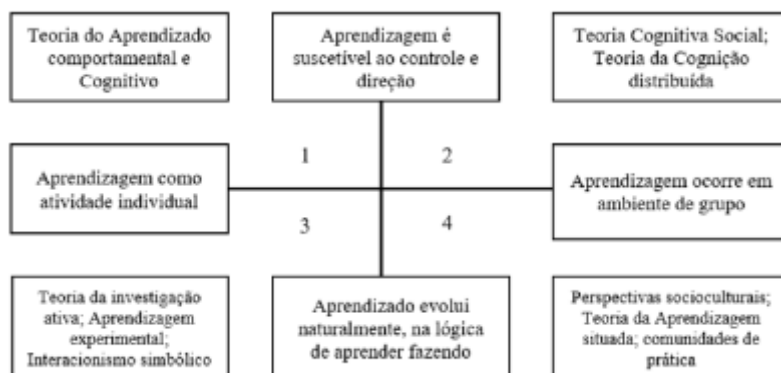 Teoria do Aprendizado
comportamental e
Cognitivo
Aprendizagem é
suscetível ao controle e
direção
Teoria Cognitiva Social;
Teoria da Cognição
distribuída
1
2
Aprendizagem como
atividade individual
Aprendizagem ocorre em
ambiente de grupo
3
4
Teoria da investigação
ativa; Aprendizagem
experimental;
Interacionismo simbólico
Aprendizado evolui
naturalmente, na lógica
de aprender fazendo
Perspectivas socioculturais;
Teoria da Aprendizagem
situada; comunidades de
prática